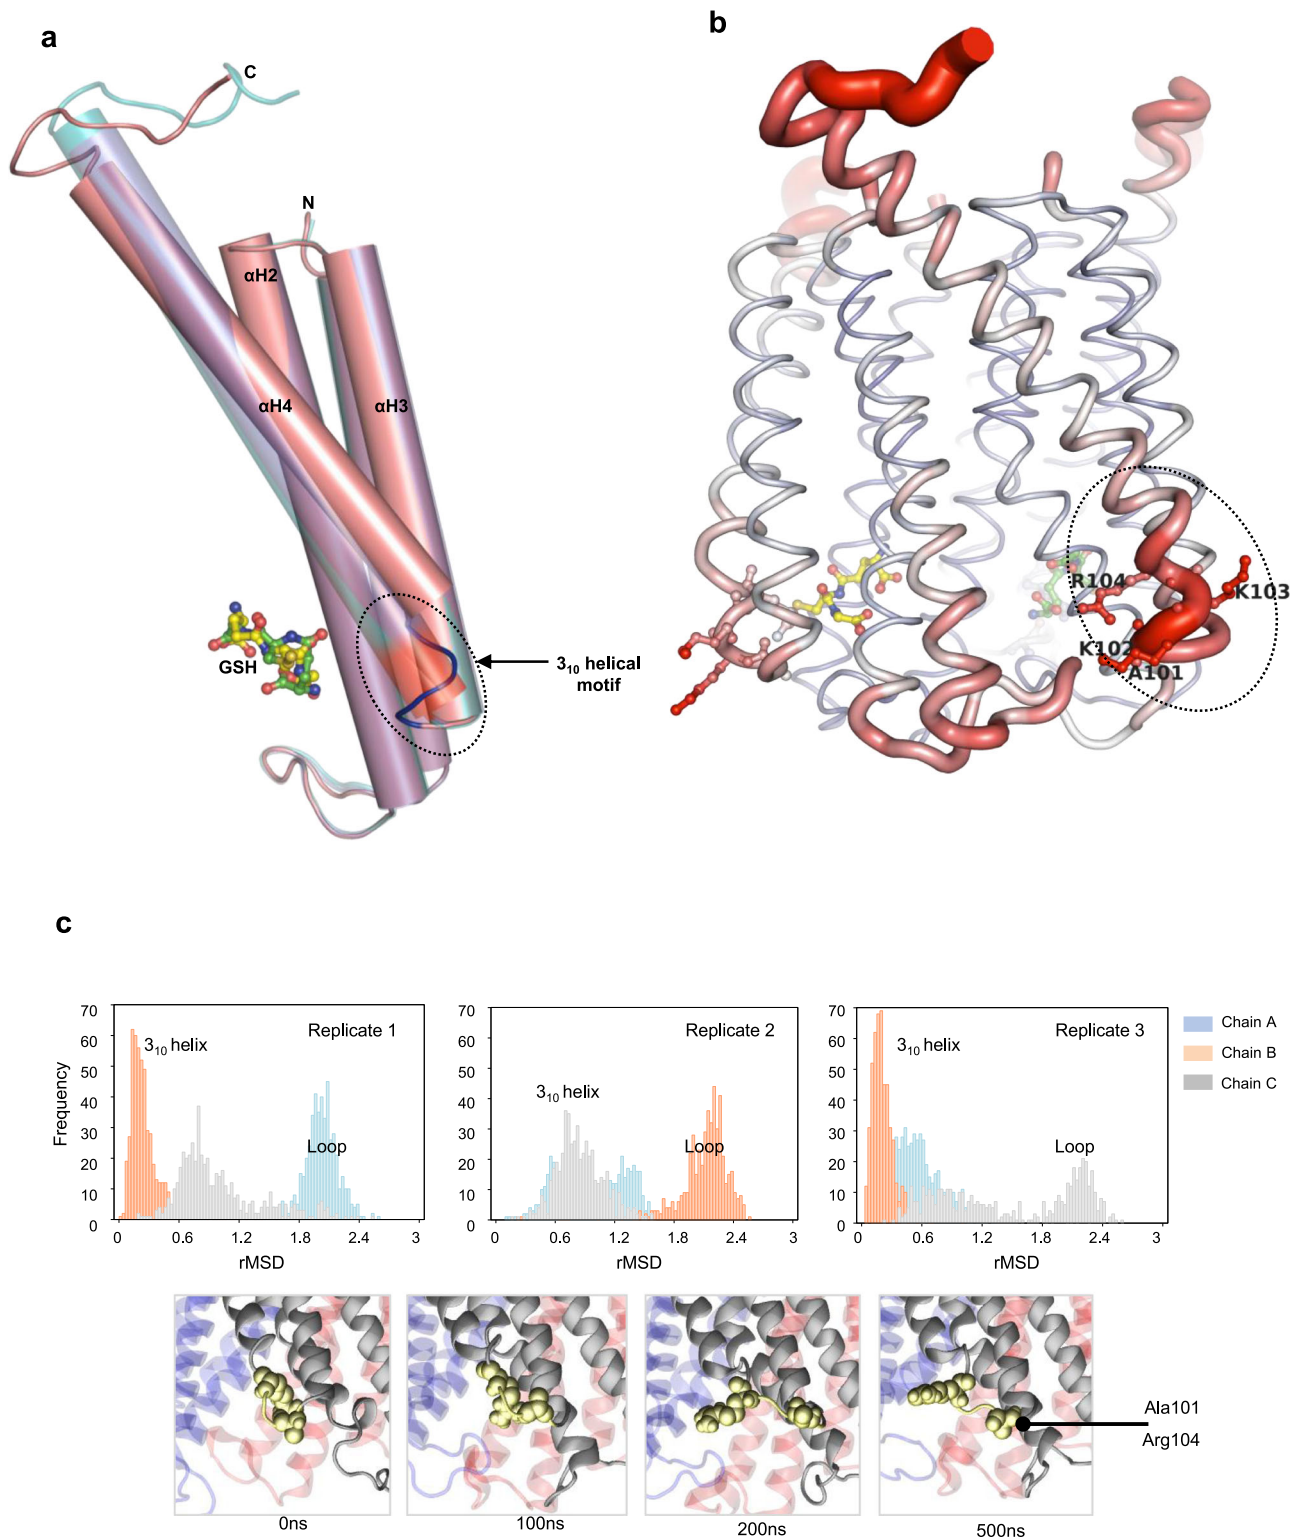 a
b
C
N
αH2
αH4
αH3
GSH
3₁₀ helical
motif
R104
K103
K102
A101
c
70
60
50
40
30
20
10
0
Frequency
3₁₀ helix
Replicate 1
Loop
0 0.6 1.2 1.8 2.4 3
rMSD
70
60
50
40
30
20
10
0
3₁₀ helix
Replicate 2
Loop
0 0.6 1.2 1.8 2.4 3
rMSD
70
60
50
40
30
20
10
0
3₁₀ helix
Replicate 3
Loop
0 0.6 1.2 1.8 2.4 3
rMSD
Chain A
Chain B
Chain C
Ala101
Arg104
0ns
100ns
200ns
500ns